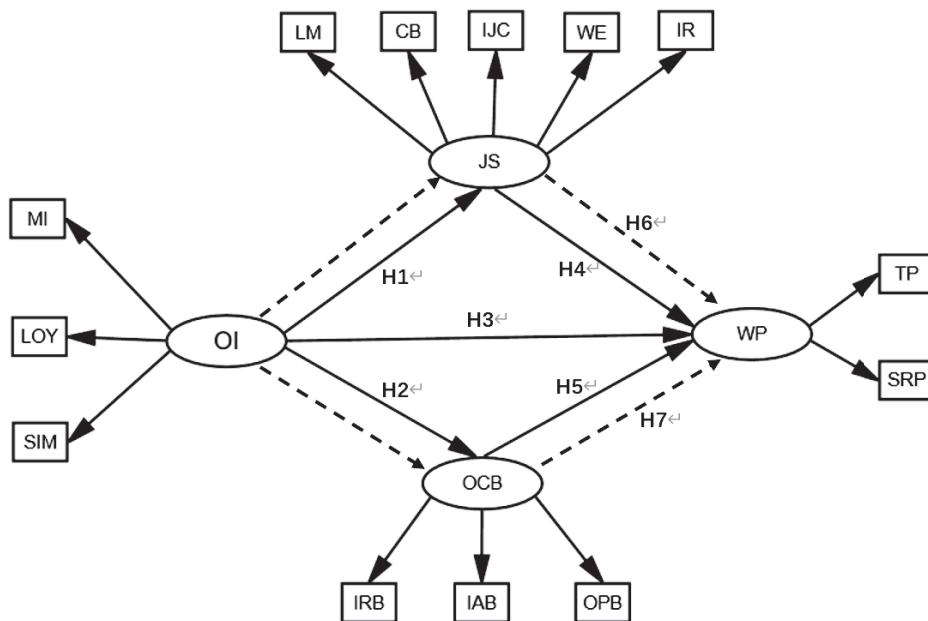 LM
CB
IJC
WE
IR
JS
MI
H6↵
H4↵
H1↵
TP
LOY
OI
H3↵
WP
SRP
H2↵
H5↵
H7↵
SIM
OCB
IRB
IAB
OPB